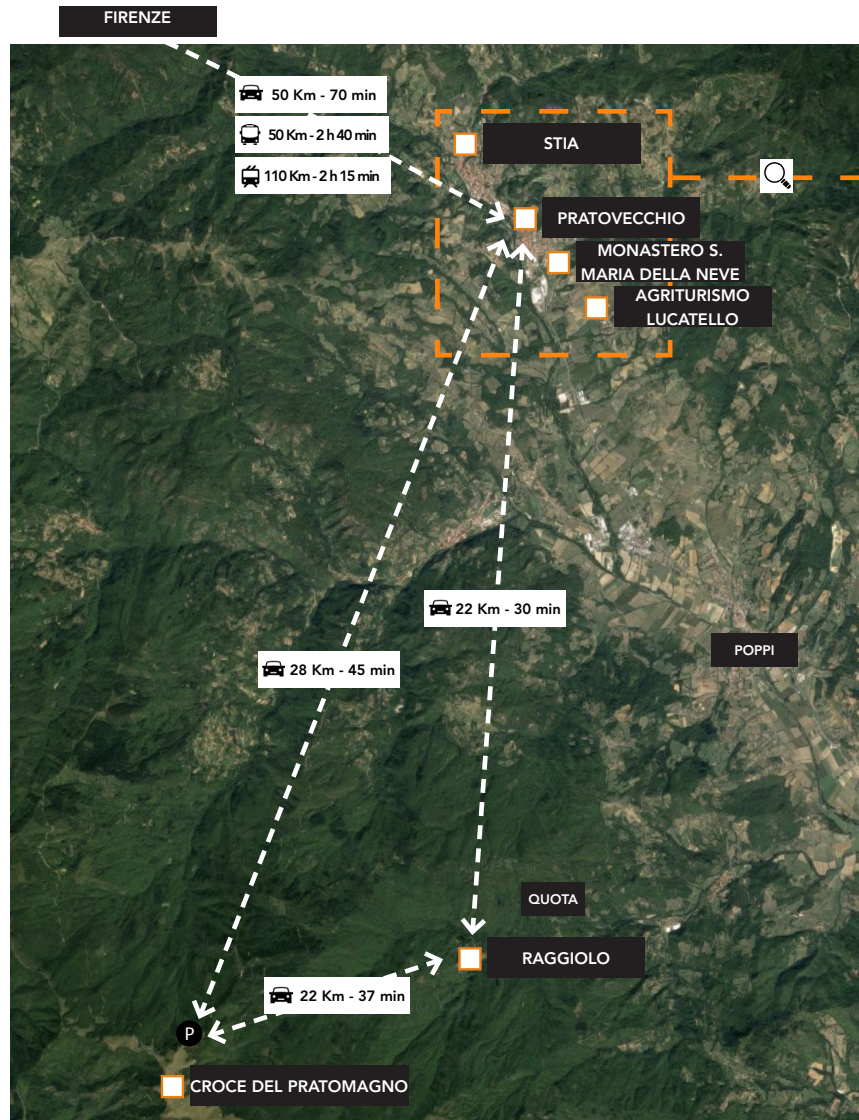 FIRENZE
50 Km - 70 min
50 Km - 2 h 40 min
110 Km - 2 h 15 min
STIA
PRATOVECCHIO
MONASTERO S.
MARIA DELLA NEVE
AGRITURISMO
LUCATELLO
22 Km - 30 min
28 Km - 45 min
POPPI
QUOTA
RAGGIOLO
22 Km - 37 min
P
CROCE DEL PRATOMAGNO